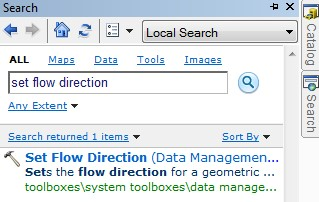 Search
Local Search
ALL Maps Data Tools Images
set flow direction
Any Extent
Search returned 1 items Sort By
Set Flow Direction (Data Managemen...
Sets the flow direction for a geometric ...
toolboxes\system toolboxes\data manage...
Catalog
Search